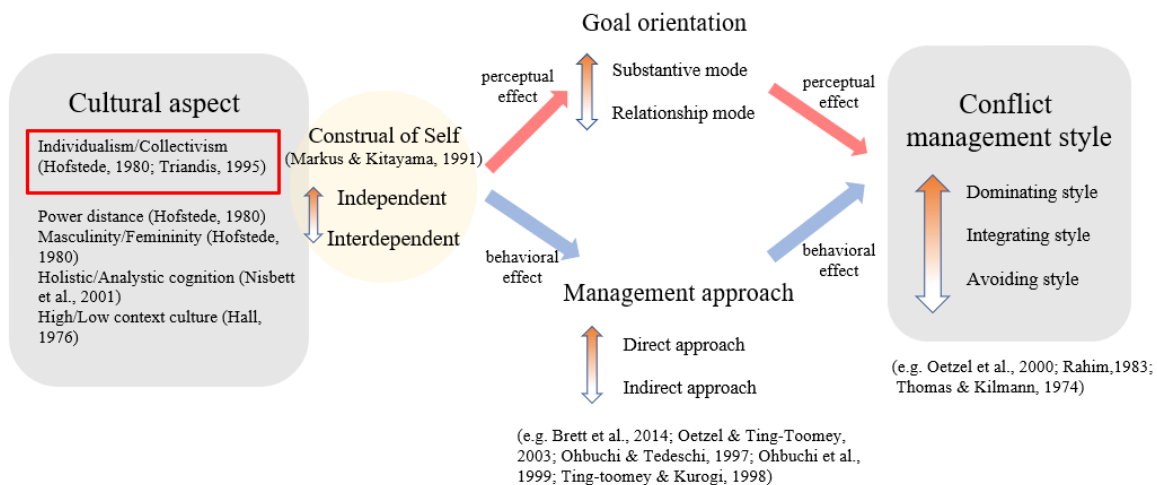 Cultural aspect
Individualism/Collectivism
(Hofstede, 1980; Triandis, 1995)
Power distance (Hofstede, 1980)
Masculinity/Femininity (Hofstede,
1980)
Holistic/Analystic cognition (Nisbett
et al., 2001)
High/Low context culture (Hall,
1976)
Construal of Self
(Markus & Kitayama, 1991)
Independent
Interdependent
perceptual
effect
behavioral
effect
Goal orientation
Substantive mode
Relationship mode
Management approach
Direct approach
Indirect approach
(e.g. Brett et al., 2014; Oetzel & Ting-Toomey,
2003; Ohbuchi & Tedeschi, 1997; Ohbuchi et al.,
1999; Ting-toomey & Kurogi, 1998)
perceptual
effect
behavioral
effect
Conflict
management style
Dominating style
Integrating style
Avoiding style
(e.g. Oetzel et al., 2000; Rahim,1983;
Thomas & Kilmann, 1974)